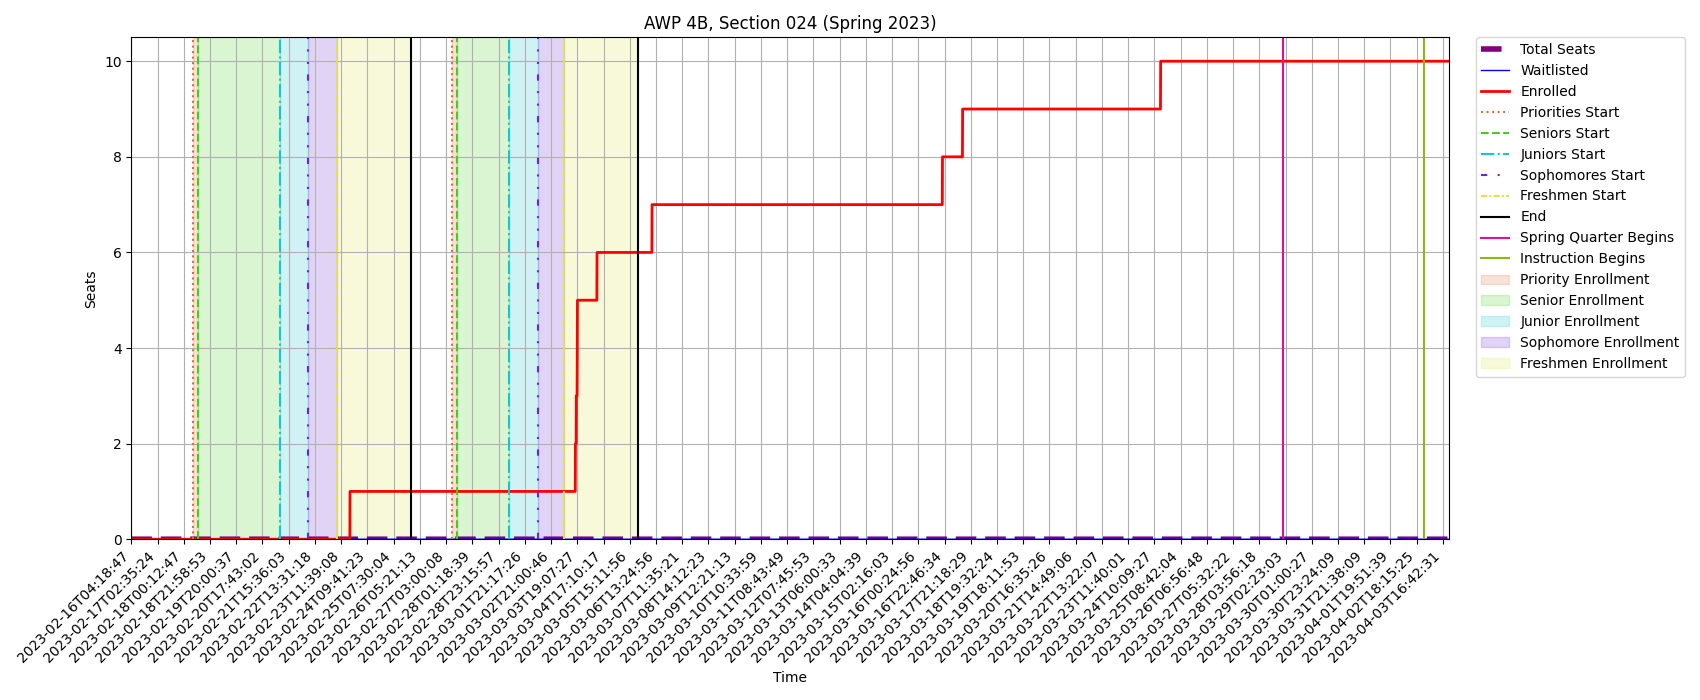 AWP 4B, Section 024 (Spring 2023)
Seats
10
8
6
4
2
0
2023-02-16T04:18:47
2023-02-17T02:35:24
2023-02-18T00:12:47
2023-02-18T21:58:53
2023-02-19T20:00:37
2023-02-20T17:43:02
2023-02-21T15:36:03
2023-02-22T13:31:18
2023-02-23T11:39:08
2023-02-24T09:41:23
2023-02-25T07:30:04
2023-02-26T05:21:13
2023-02-27T03:00:08
2023-02-28T01:18:39
2023-02-28T23:15:57
2023-03-01T21:17:26
2023-03-02T21:00:46
2023-03-03T19:07:27
2023-03-04T17:10:17
2023-03-05T15:11:56
2023-03-06T13:24:56
2023-03-07T11:35:21
2023-03-08T14:12:23
2023-03-09T12:21:13
2023-03-10T10:33:59
2023-03-11T08:43:49
2023-03-12T07:45:53
2023-03-13T06:00:33
2023-03-14T04:04:39
2023-03-15T02:16:03
2023-03-16T00:24:56
2023-03-16T22:46:34
2023-03-17T21:18:29
2023-03-18T19:32:24
2023-03-19T18:11:53
2023-03-20T16:35:26
2023-03-21T14:49:06
2023-03-22T13:22:07
2023-03-23T11:40:01
2023-03-24T10:09:27
2023-03-25T08:42:04
2023-03-26T06:56:48
2023-03-27T05:32:22
2023-03-28T03:56:18
2023-03-29T02:23:03
2023-03-30T01:00:27
2023-03-30T23:24:09
2023-03-31T21:38:09
2023-04-01T19:51:39
2023-04-02T18:15:25
2023-04-03T16:42:31
Time
Total Seats
Waitlisted
Enrolled
Priorities Start
Seniors Start
Juniors Start
Sophomores Start
Freshmen Start
End
Spring Quarter Begins
Instruction Begins
Priority Enrollment
Senior Enrollment
Junior Enrollment
Sophomore Enrollment
Freshmen Enrollment